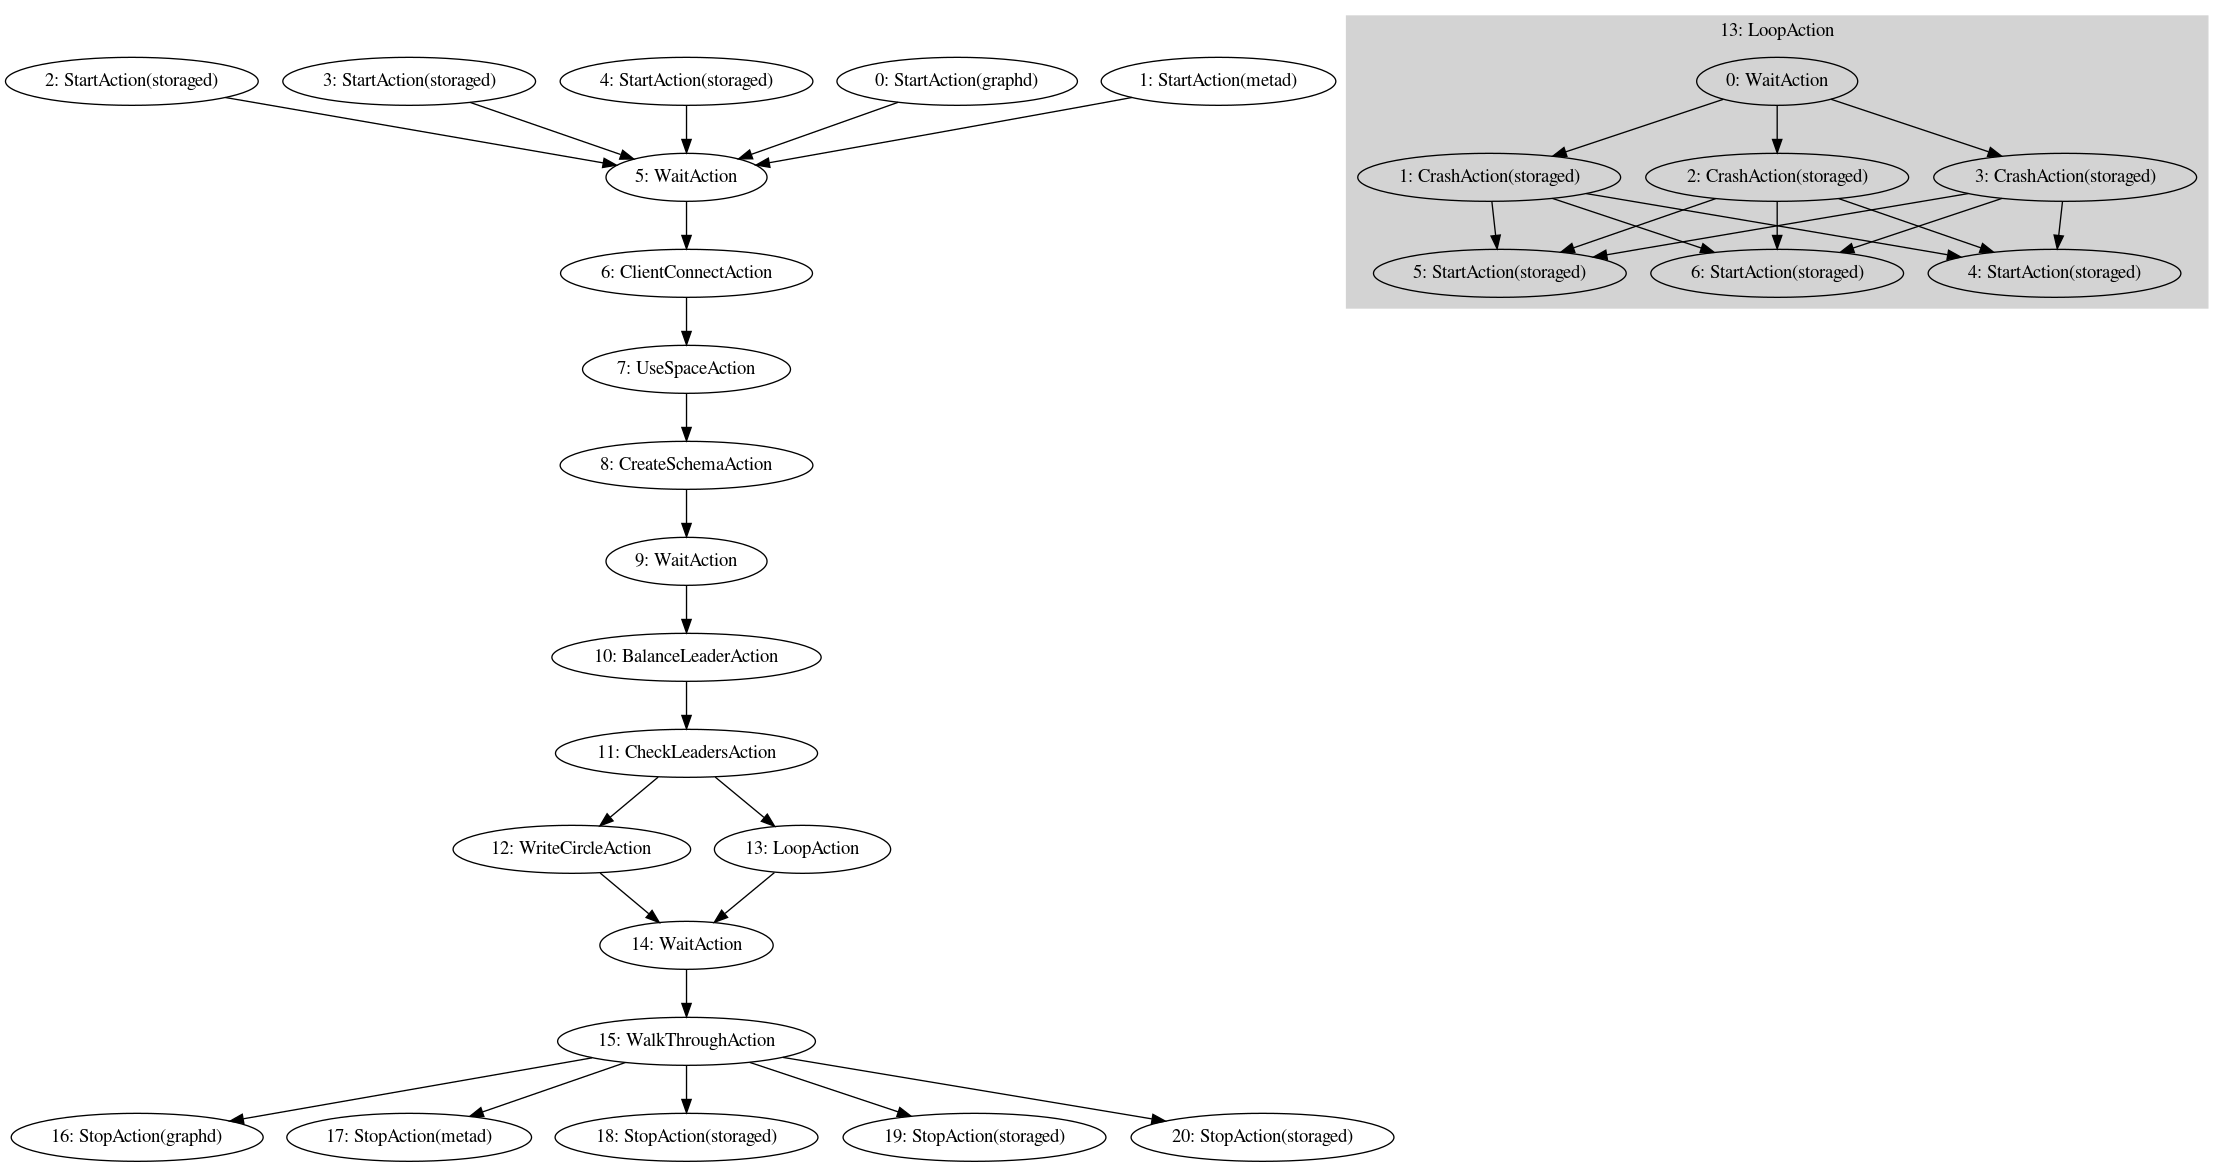 13: LoopAction
2: StartAction(storaged)
3: StartAction(storaged)
4: StartAction(storaged)
0: StartAction(graphd)
1: StartAction(metad)
0: WaitAction
5: WaitAction
1: CrashAction(storaged)
2: CrashAction(storaged)
3: CrashAction(storaged)
6: ClientConnectAction
5: StartAction(storaged)
6: StartAction(storaged)
4: StartAction(storaged)
7: UseSpaceAction
8: CreateSchemaAction
9: WaitAction
10: BalanceLeaderAction
11: CheckLeadersAction
12: WriteCircleAction
13: LoopAction
14: WaitAction
15: WalkThroughAction
16: StopAction(graphd)
17: StopAction(metad)
18: StopAction(storaged)
19: StopAction(storaged)
20: StopAction(storaged)